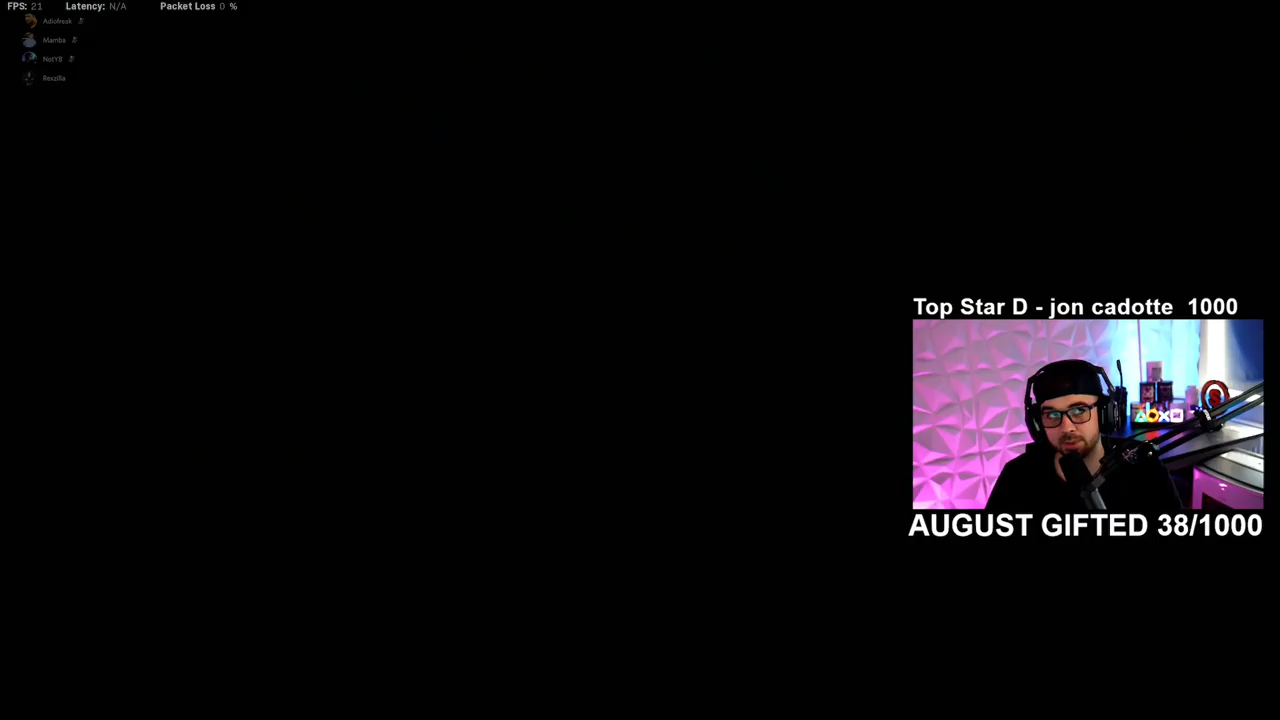 FPS: 21 Latency: N/A Packet Loss 0 %
Adiofreak
Mamba
NotYB
Rexzilla
Top Star D - jon cadotte 1000
AUGUST GIFTED 38/1000